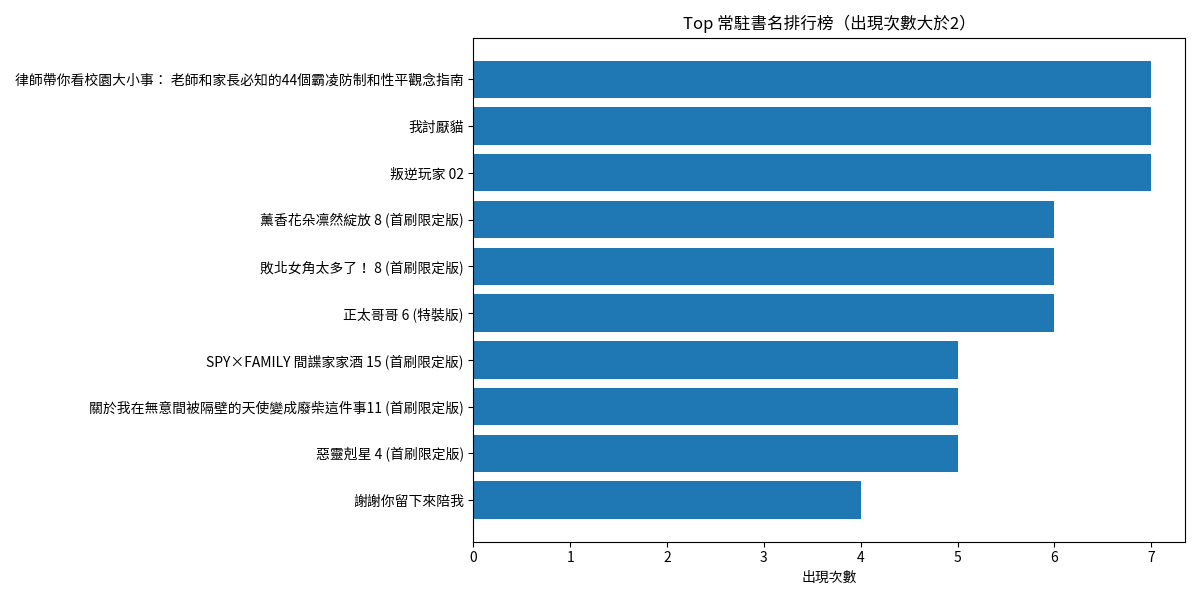 Top 常駐書名排行榜（出現次數大於2）
律師帶你看校園大小事： 老師和家長必知的44個霸凌防制和性平觀念指南
我討厭貓
叛逆玩家 02
薰香花朵凛然綻放 8 (首刷限定版)
敗北女角太多了！ 8 (首刷限定版)
正太哥哥 6 (特裝版)
SPY×FAMILY 間諜家家酒 15 (首刷限定版)
關於我在無意間被隔壁的天使變成廢柴這件事11 (首刷限定版)
惡靈剋星 4 (首刷限定版)
謝謝你留下來陪我
0 1 2 3 4 5 6 7
出現次數